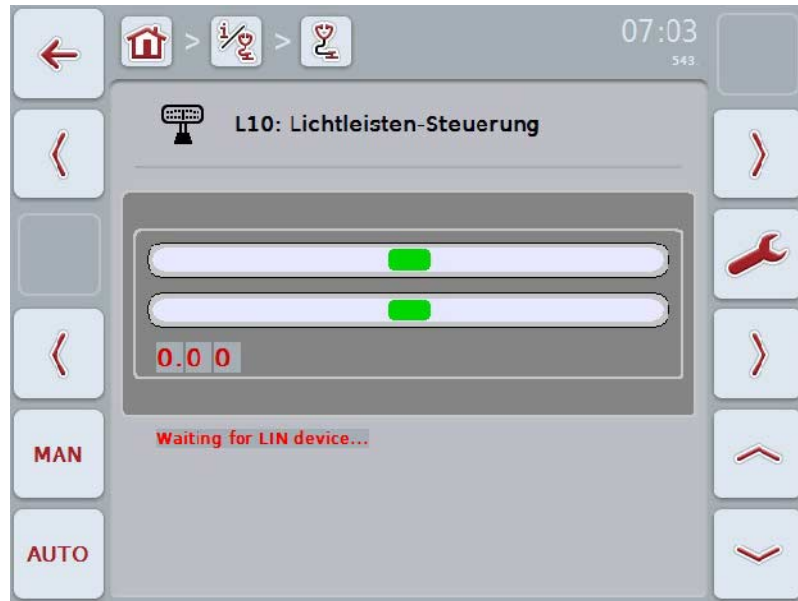 07:03
543.
L10: Lichtleisten-Steuerung
0.0 0
Waiting for LIN device...
MAN
AUTO